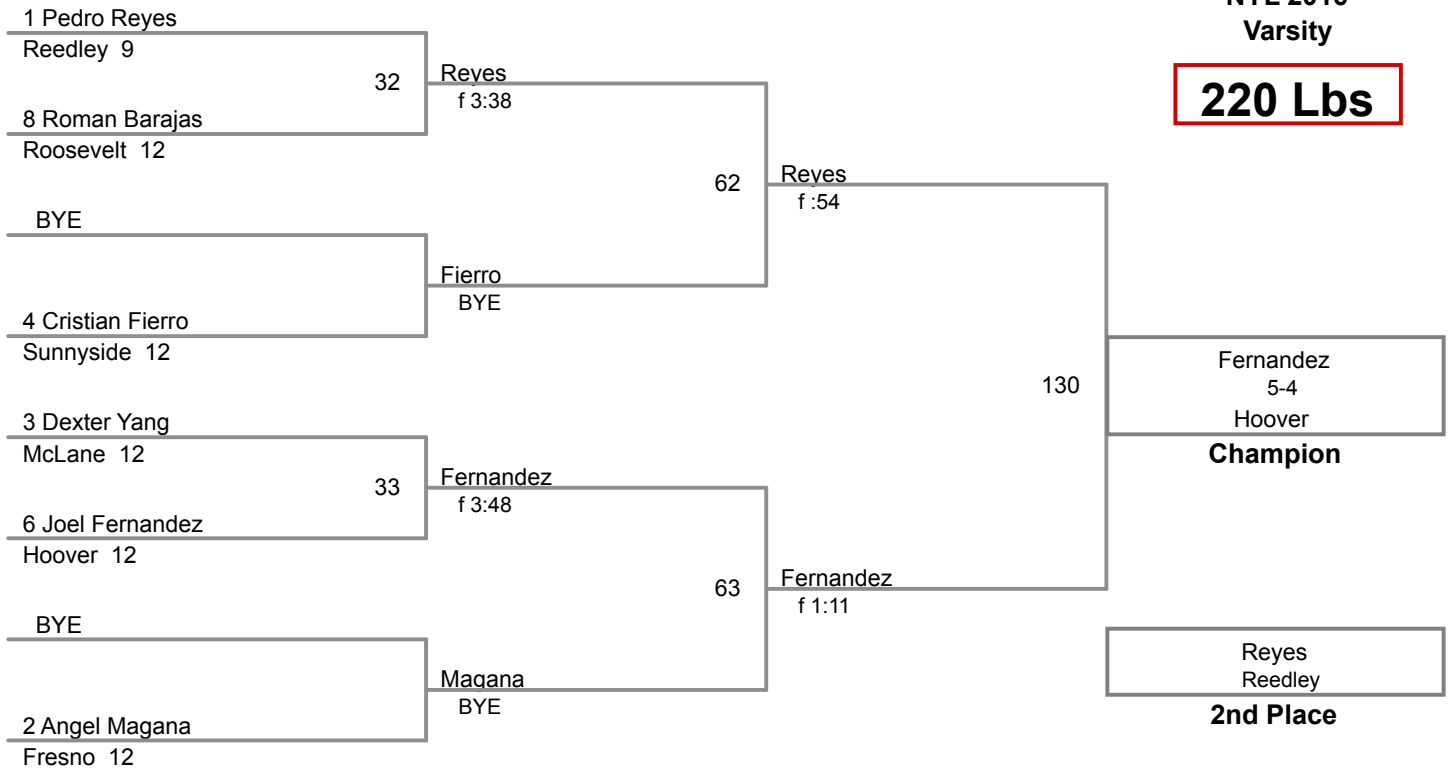 Varsity
220 Lbs
1 Pedro Reyes
Reedley 9
32
Reyes
f 3:38
8 Roman Barajas
Roosevelt 12
62
Reyes
f :54
BYE
Fierro
BYE
4 Cristian Fierro
Sunnyside 12
130
Fernandez
5-4
Hoover
Champion
3 Dexter Yang
McLane 12
33
Fernandez
f 3:48
6 Joel Fernandez
Hoover 12
63
Fernandez
f 1:11
BYE
Magana
BYE
2 Angel Magana
Fresno 12
Reyes
Reedley
2nd Place